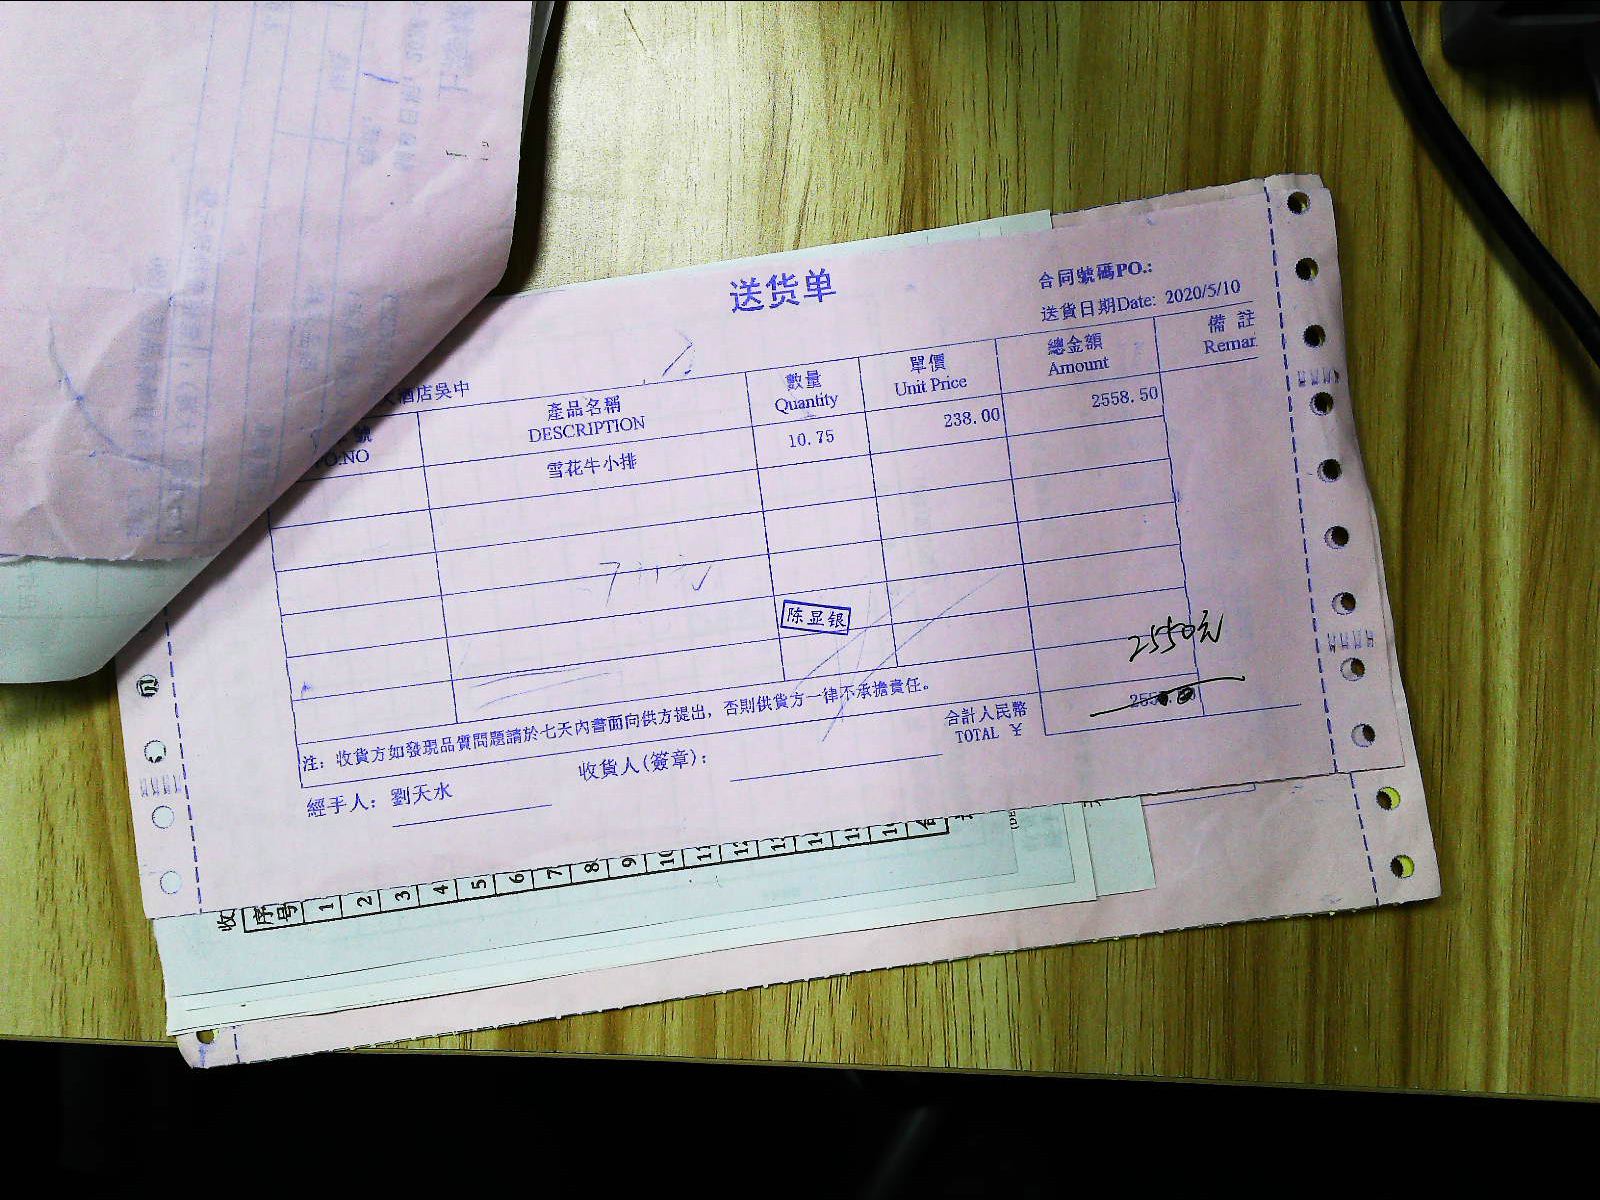 送货单
合同號碼PO.:
送貨日期Date: 2020/5/10
酒店吳中
號
O.NO
產品名稱
DESCRIPTION
數量
Quantity
單價
Unit Price
總金額
Amount
備註
Remar
雪花牛小排
10.75
238.00
2558.50
陈显银
2550元
注：收貨方如發現品質問題請於七天內書面向供方提出，否則供貨方一律不承擔責任。
合計人民幣
TOTAL ¥
經手人：劉天水
收貨人(簽章)：
收
序号 1 2 3 4 5 6 7 8 9 10 11 12